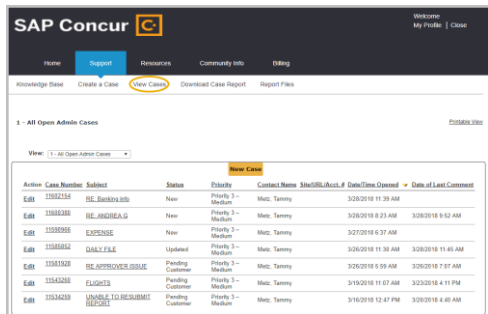 SAP Concur C
Welcome
My Profile | Close
Home Support Resources Community Info Billing
Knowledge Base Create a Case View Cases Download Case Report Report Files
1 - All Open Admin Cases Printable View
View: 1 - All Open Admin Cases
New Case
Action Case Number Subject Status Priority Contact Name Site/URL/Acct. # Date/Time Opened Date of Last Comment
Edit 11602154 RE: Banking Info New Priority 3 – Medium Metz, Tammy 3/28/2018 11:39 AM
Edit 11600380 RE: ANDREA G New Priority 3 – Medium Metz, Tammy 3/28/2018 8:23 AM 3/28/2018 9:52 AM
Edit 11598966 EXPENSE New Priority 3 – Medium Metz, Tammy 3/27/2018 6:37 AM
Edit 11585052 DAILY FILE Updated Priority 3 – Medium Metz, Tammy 3/26/2018 11:38 AM 3/28/2018 11:45 AM
Edit 11581928 RE APPROVER ISSUE Pending Customer Priority 3 – Medium Metz, Tammy 3/26/2018 5:59 AM 3/26/2018 7:07 AM
Edit 11543260 FLIGHTS Pending Customer Priority 3 – Medium Metz, Tammy 3/19/2018 11:07 AM 3/23/2018 4:11 PM
Edit 11534259 UNABLE TO RESUBMIT REPORT Pending Customer Priority 3 – Medium Metz, Tammy 3/16/2018 12:47 PM 3/20/2018 4:40 AM